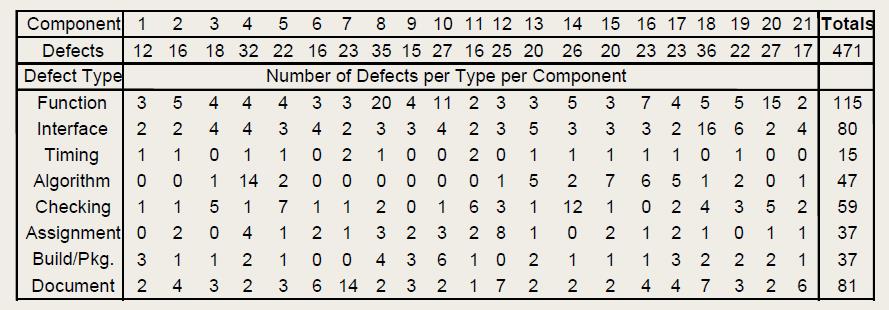 Component 1 2 3 4 5 6 7 8 9 10 11 12 13 14 15 16 17 18 19 20 21 Totals
Defects 12 16 18 32 22 16 23 35 15 27 16 25 20 26 20 23 23 36 22 27 17 471
Defect Type Number of Defects per Type per Component
Function 3 5 4 4 4 3 3 20 4 11 2 3 3 5 3 7 4 5 5 15 2 115
Interface 2 2 4 4 3 4 2 3 3 4 2 3 5 3 3 3 2 16 6 2 4 80
Timing 1 1 0 1 1 0 2 1 0 0 2 0 1 1 1 1 1 0 1 0 0 15
Algorithm 0 0 1 14 2 0 0 0 0 0 0 1 5 2 7 6 5 1 2 0 1 47
Checking 1 1 5 1 7 1 1 2 0 1 6 3 1 12 1 0 2 4 3 5 2 59
Assignment 0 2 0 4 1 2 1 3 2 3 2 8 1 0 2 1 2 1 0 1 1 37
Build/Pkg. 3 1 1 2 1 0 0 4 3 6 1 0 2 1 1 1 3 2 2 2 1 37
Document 2 4 3 2 3 6 14 2 3 2 1 7 2 2 2 4 4 7 3 2 6 81